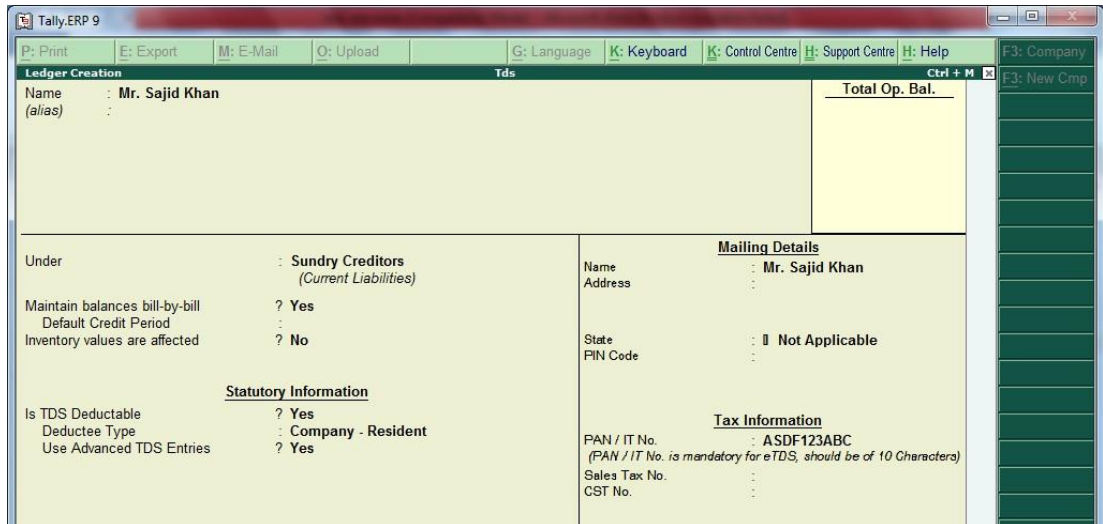 Tally.ERP 9
P: Print E: Export M: E-Mail O: Upload G: Language K: Keyboard K: Control Centre H: Support Centre H: Help F3: Company
Ledger Creation Tds Ctrl + M
F3: New Cmp
Name : Mr. Sajid Khan
Total Op. Bal.
(alias) :
Mailing Details
Under : Sundry Creditors
(Current Liabilities)
Name : Mr. Sajid Khan
Address :
Maintain balances bill-by-bill ? Yes
Default Credit Period :
Inventory values are affected ? No
State : Not Applicable
PIN Code :
Statutory Information
Is TDS Deductable ? Yes
Deductee Type : Company - Resident
Use Advanced TDS Entries ? Yes
Tax Information
PAN / IT No. : ASDF123ABC
(PAN / IT No. is mandatory for eTDS, should be of 10 Characters)
Sales Tax No. :
CST No. :